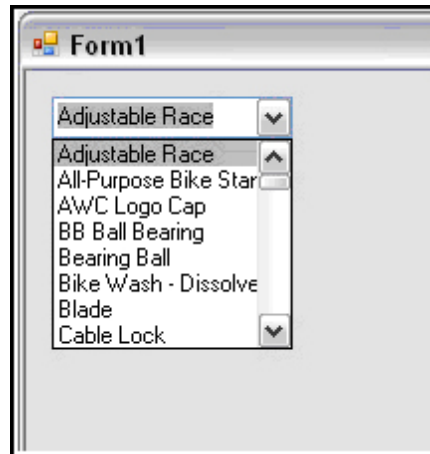 Form1
Adjustable Race
Adjustable Race
All-Purpose Bike Star
AWC Logo Cap
BB Ball Bearing
Bearing Ball
Bike Wash - Dissolve
Blade
Cable Lock